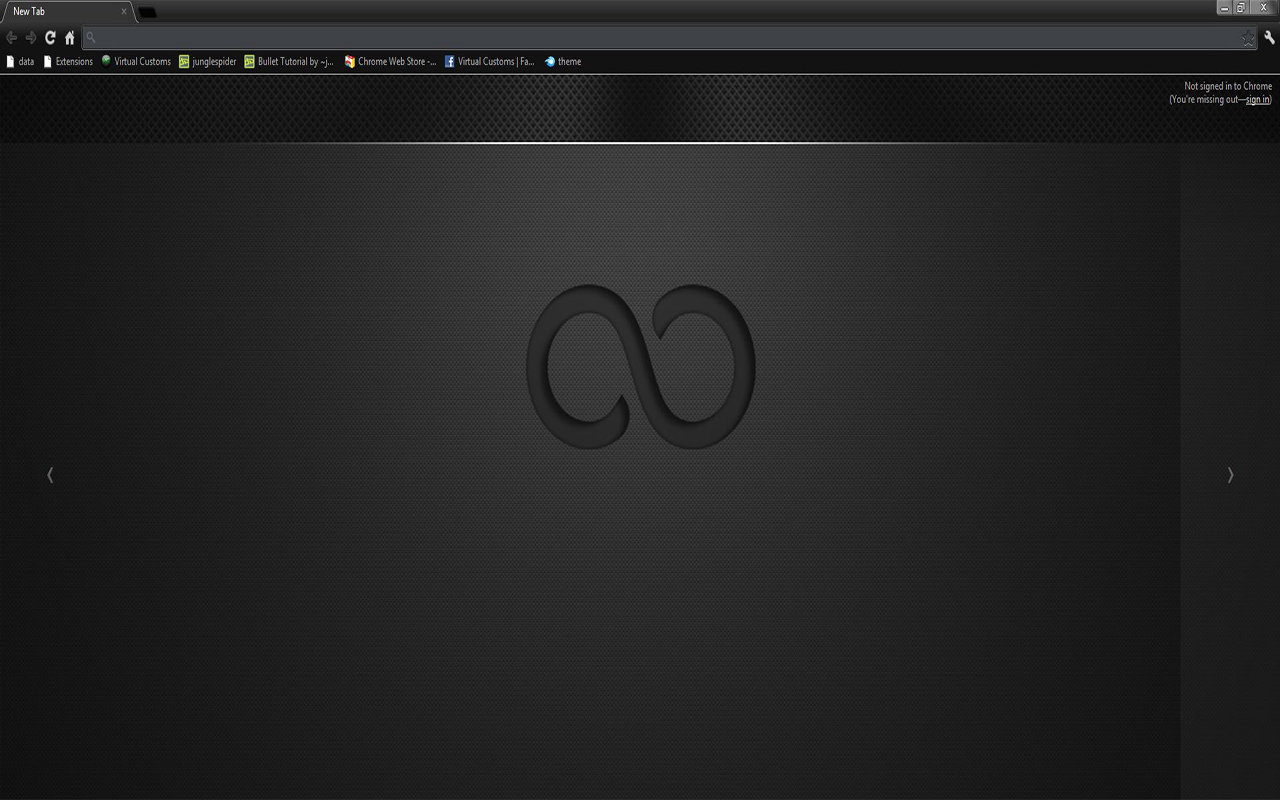 New Tab
data Extensions Virtual Customs junglespider Bullet Tutorial by ~j... Chrome Web Store -... Virtual Customs | Fa... theme
Not signed in to Chrome
(You're missing out—sign in)